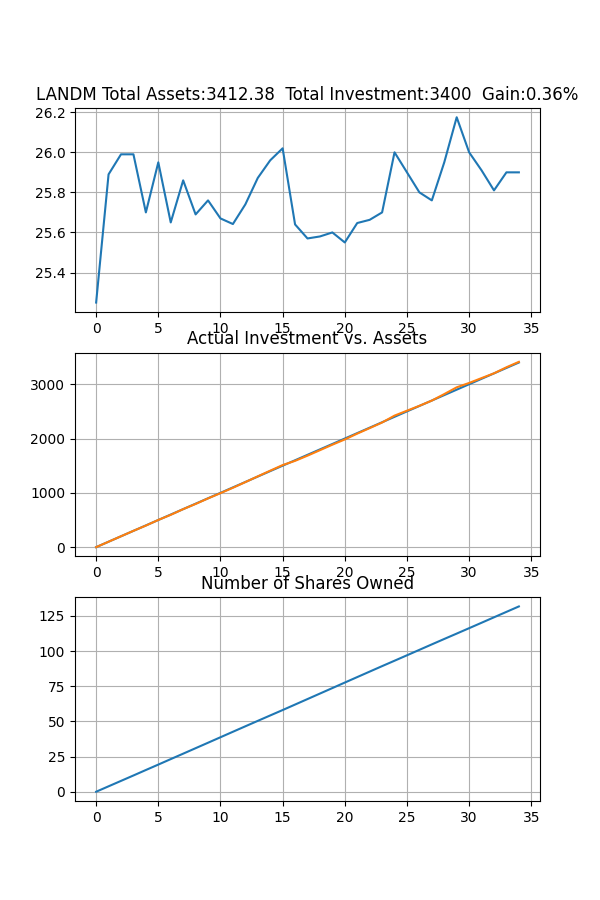 LANDM Total Assets:3412.38  Total Investment:3400  Gain:0.36%
26.2
26.0
25.8
25.6
25.4
0 5 10 15 20 25 30 35
Actual Investment vs. Assets
3000
2000
1000
0
0 5 10 15 20 25 30 35
Number of Shares Owned
125
100
75
50
25
0
0 5 10 15 20 25 30 35